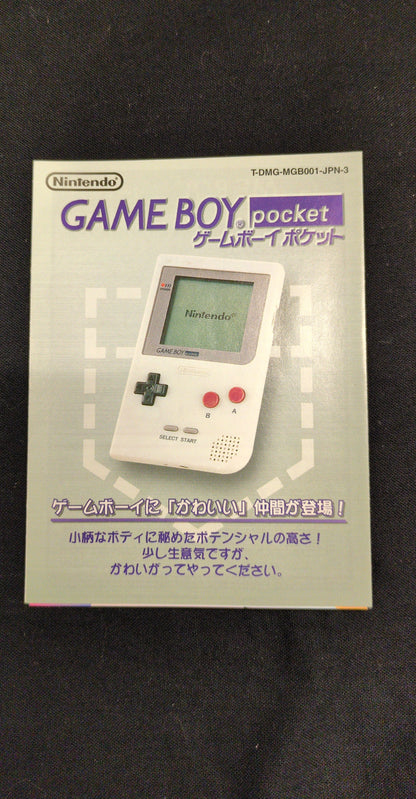 T-DMG-MGB001-JPN-3
Nintendo
GAME BOY pocket
ゲームボーイ ポケット
Nintendo®
GAME BOY pocket
Nintendo
B A
SELECT START
ゲームボーイに「かわいい」仲間が登場!
小柄なボディに秘めたポテンシャルの高さ!
少し生意気ですが、
かわいがってやってください。